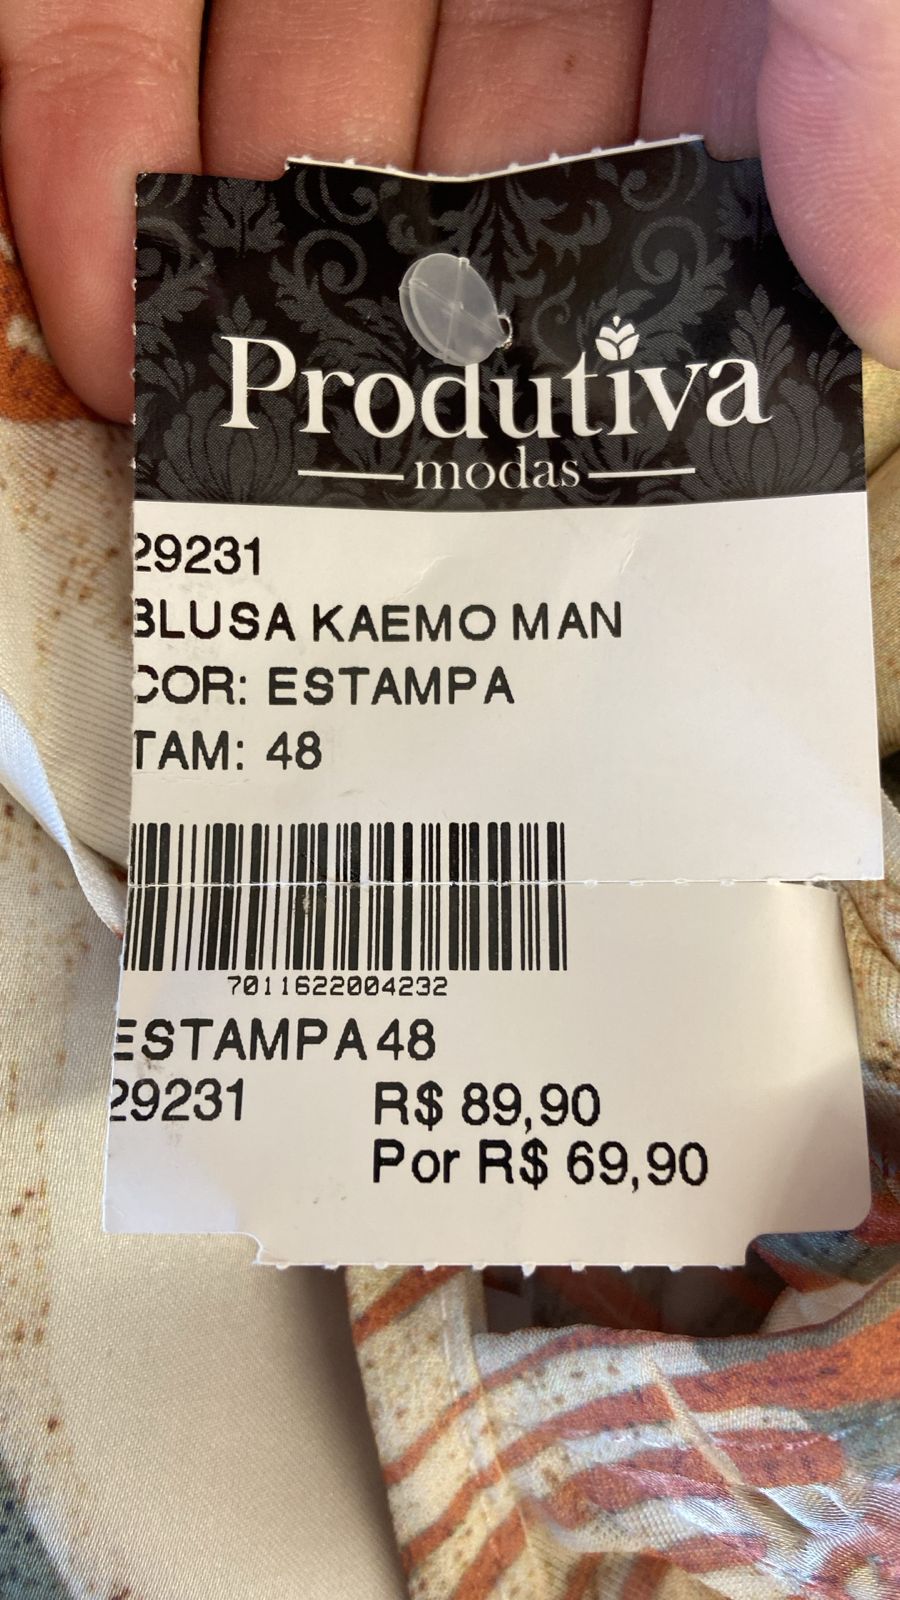 Produtiva
modas
29231
BLUSA KAEMO MAN
COR: ESTAMPA
TAM: 48
7011622004232
ESTAMPA 48
29231 R$ 89,90
Por R$ 69,90